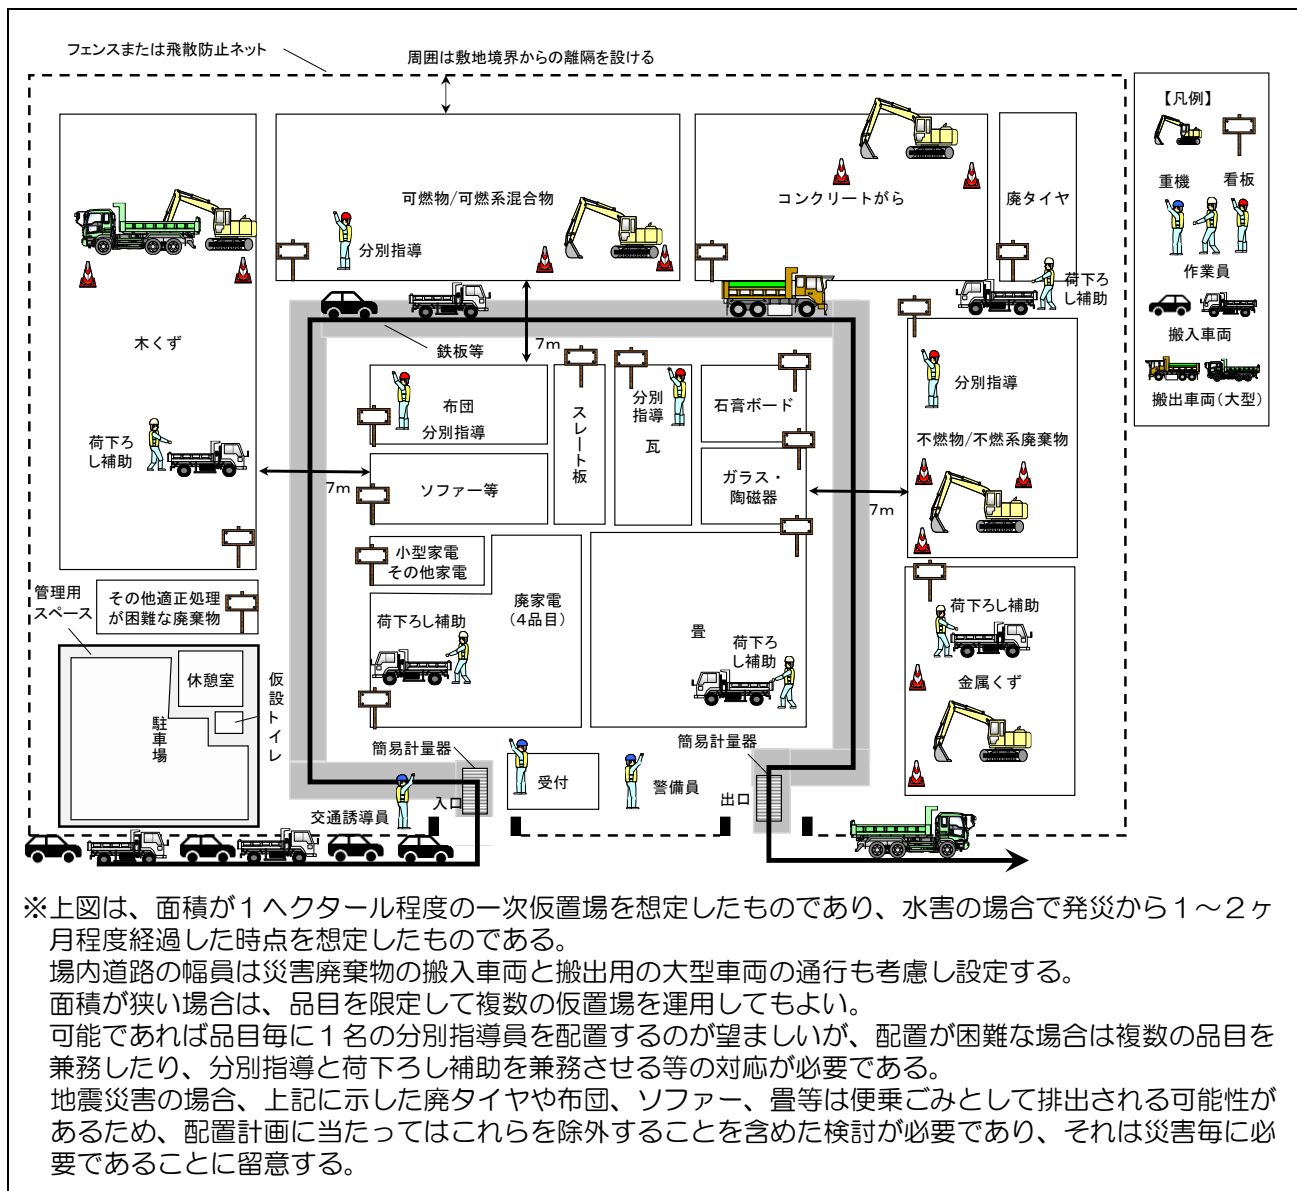 フェンスまたは飛散防止ネット
周囲は敷地境界からの離隔を設ける
【凡例】
重機
看板
作業員
搬入車両
搬出車両(大型)
可燃物/可燃系混合物
分別指導
コンクリートがら
廃タイヤ
荷下ろ
し補助
木くず
鉄板等
7m
布団
分別指導
スレート板
分別
指導
瓦
石膏ボード
分別指導
不燃物/不燃系廃棄物
荷下ろ
し補助
7m
ソファー等
ガラス・
陶磁器
7m
小型家電
その他家電
廃家電
(4品目)
管理用
スペース
その他適正処理
が困難な廃棄物
荷下ろし補助
畳
荷下ろ
し補助
荷下ろし補助
金属くず
休憩室
仮設トイレ
駐車場
簡易計量器
簡易計量器
受付
警備員
入口
出口
交通誘導員
※上図は、面積が1ヘクタール程度の一次仮置場を想定したものであり、水害の場合で発災から1~2ヶ
月程度経過した時点を想定したものである。
場内道路の幅員は災害廃棄物の搬入車両と搬出用の大型車両の通行も考慮し設定する。
面積が狭い場合は、品目を限定して複数の仮置場を運用してもよい。
可能であれば品目毎に1名の分別指導員を配置するのが望ましいが、配置が困難な場合は複数の品目を
兼務したり、分別指導と荷下ろし補助を兼務させる等の対応が必要である。
地震災害の場合、上記に示した廃タイヤや布団、ソファー、畳等は便乗ごみとして排出される可能性が
あるため、配置計画に当たってはこれらを除外することを含めた検討が必要であり、それは災害毎に必
要であることに留意する。